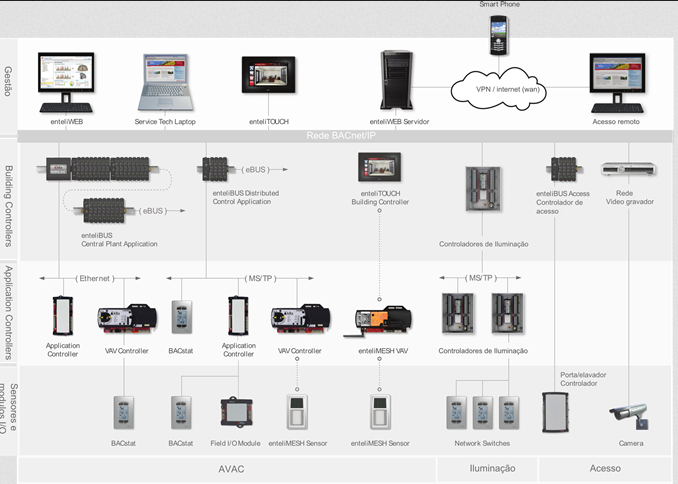 Smart Phone
Gestão
VPN / internet (wan)
enteliWEB
Service Tech Laptop
enteliTOUCH
enteliWEB Servidor
Acesso remoto
Rede BACnet/IP
Building Controllers
( eBUS )
enteliBUS Distributed
Control Application
enteliTOUCH
Building Controller
enteliBUS Access
Controlador de
acesso
Rede
Video gravador
( eBUS )
enteliBUS
Central Plant Application
Controladores de Iluminação
Application Controllers
( Ethernet )
( MS/TP )
( MS/TP )
Application
Controller
VAV Controller
BACstat
Application
Controller
VAV Controller
enteliMESH VAV
Controladores de Iluminação
Sensores e
modulos I/O
Porta/elavador
Controlador
BACstat
BACstat
Field I/O Module
enteliMESH Sensor
enteliMESH Sensor
Network Switches
Camera
AVAC
Iluminação
Acesso